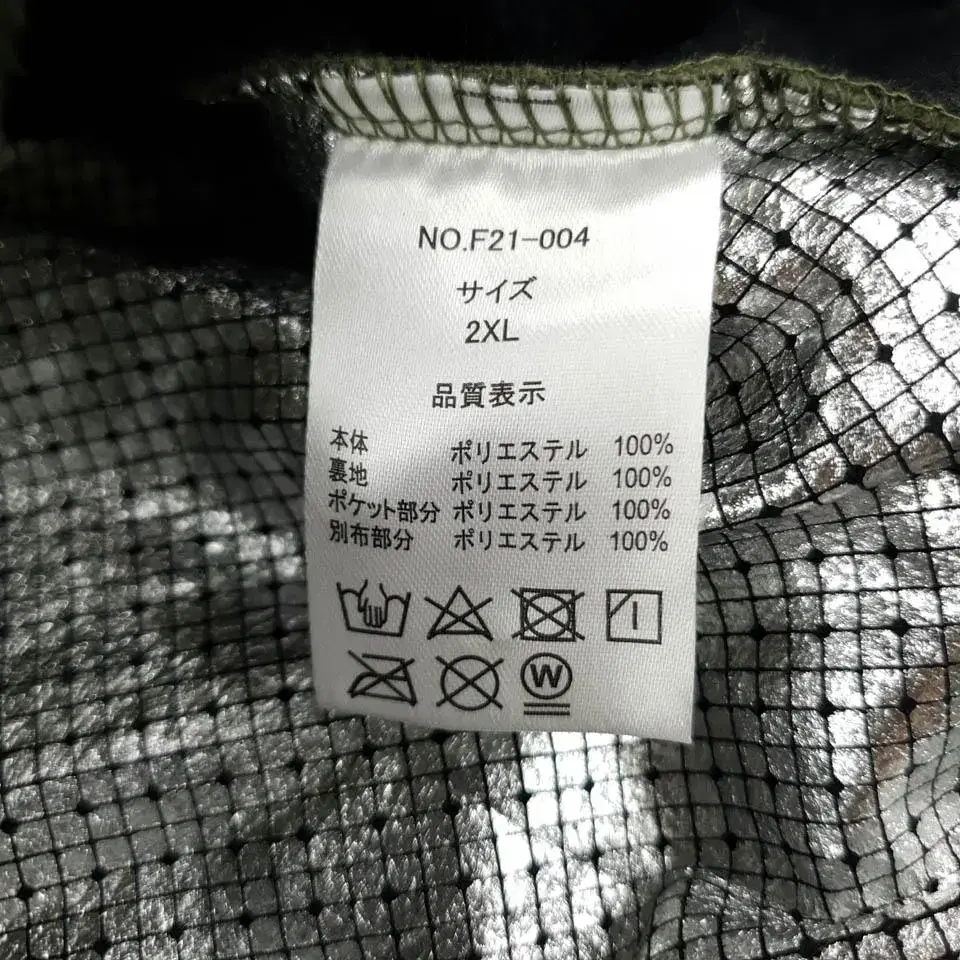 NO.F21-004
サイズ
2XL
品質表示
本体 ポリエステル 100%
裏地 ポリエステル 100%
ポケット部分 ポリエステル 100%
別布部分 ポリエステル 100%
W